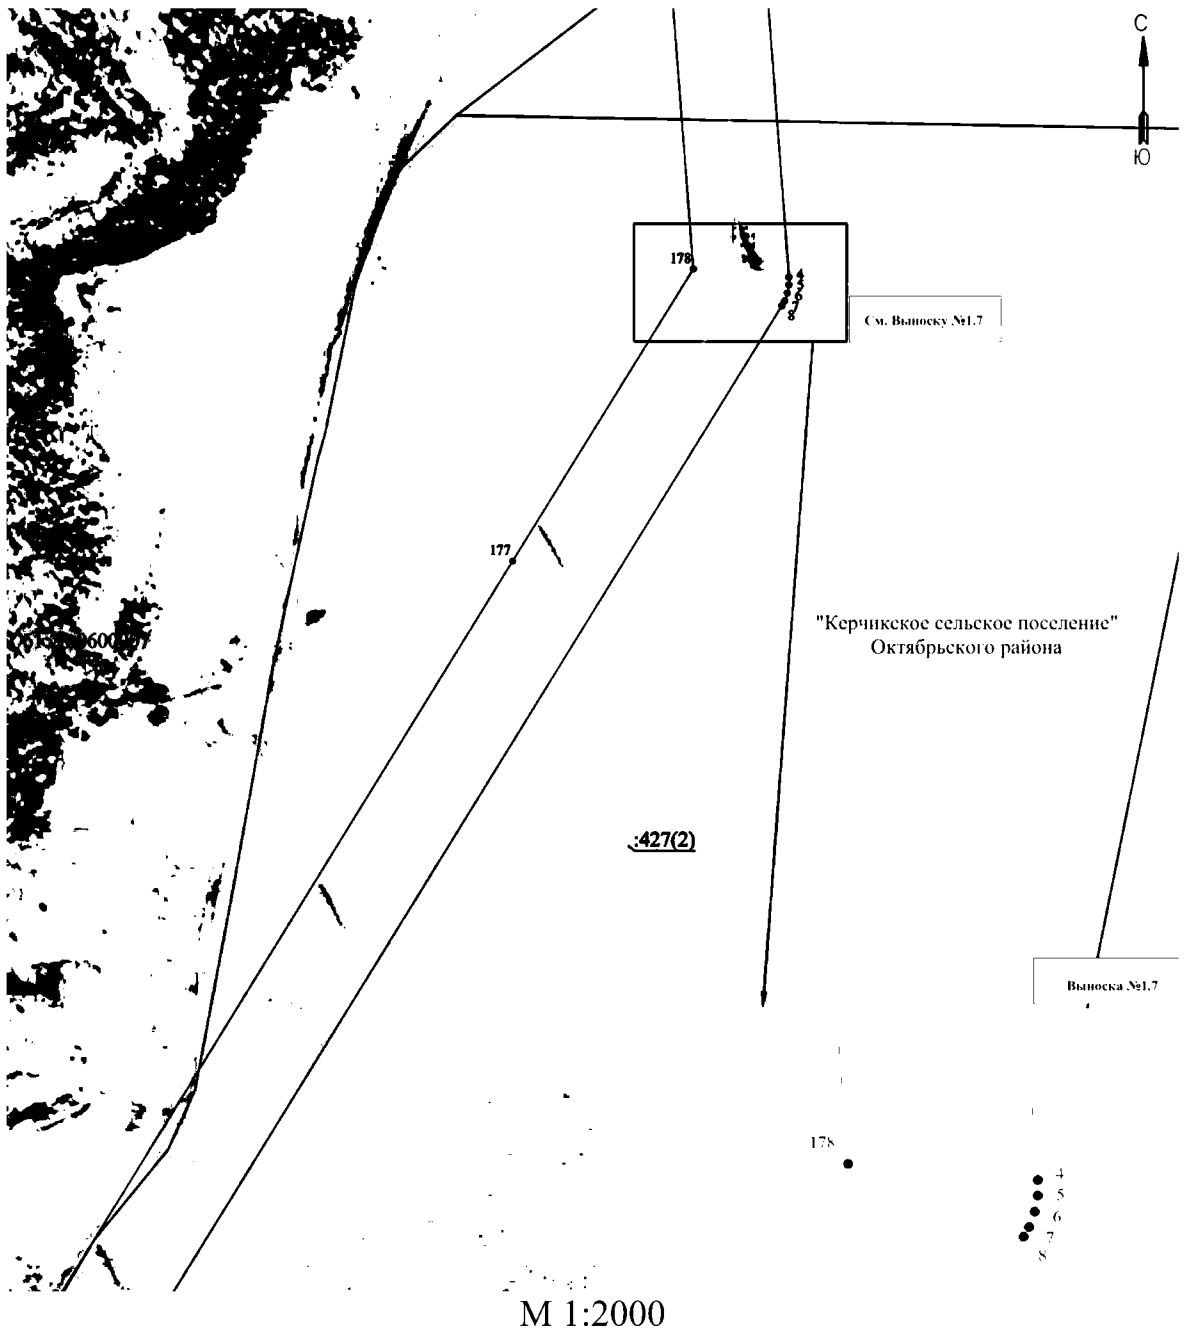 С
Ю
178
4
5
6
7
8
См. Выноску №1.7
177
"Керчикское сельское поселение"
Октябрьского района
:427(2)
Выноска №1.7
178
4
5
6
7
8
М 1:2000